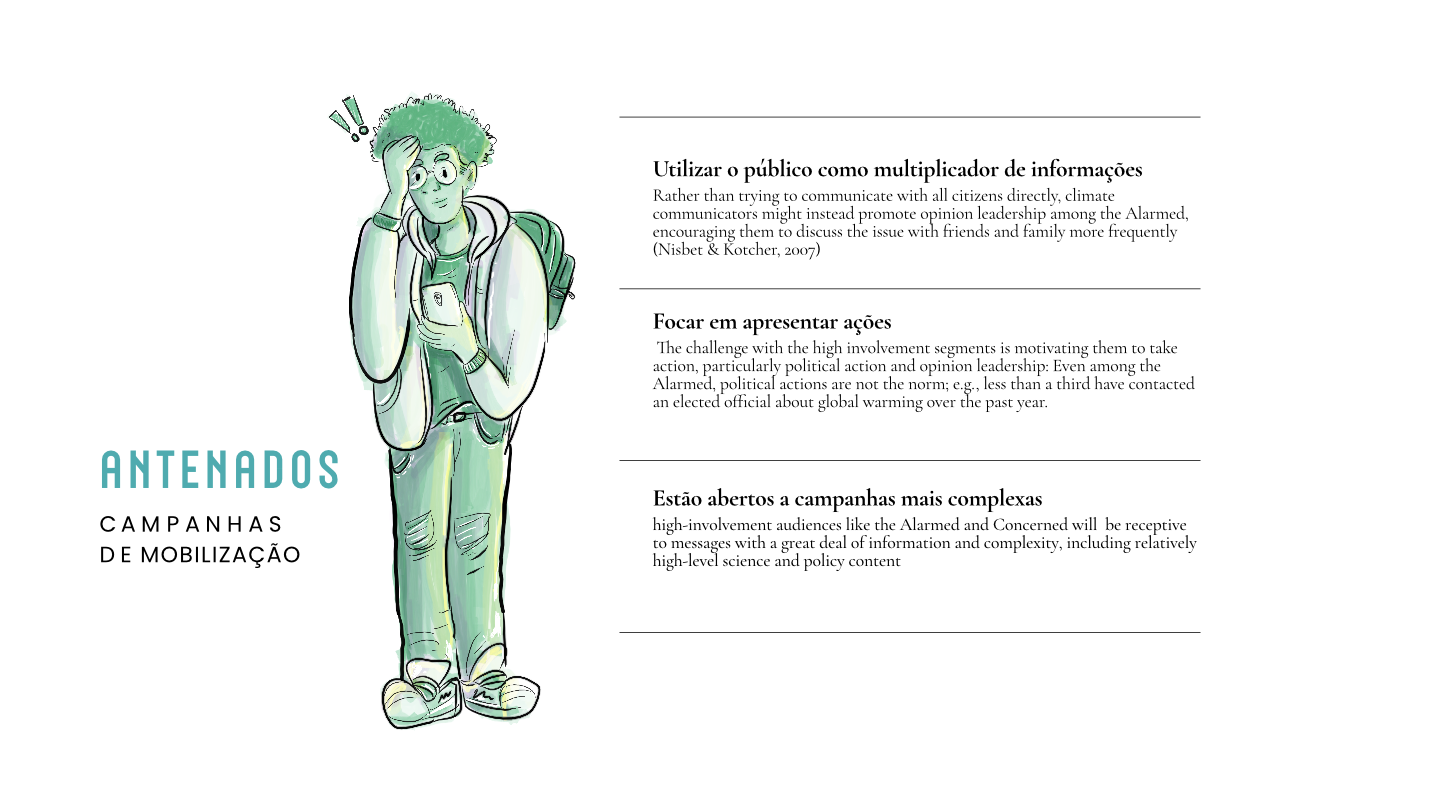 ANTENADOS
CAMPANHAS
DE MOBILIZAÇÃO
Utilizar o público como multiplicador de informações
Rather than trying to communicate with all citizens directly, climate
communicators might instead promote opinion leadership among the Alarmed,
encouraging them to discuss the issue with friends and family more frequently
(Nisbet & Kotcher, 2007)
Focar em apresentar ações
The challenge with the high involvement segments is motivating them to take
action, particularly political action and opinion leadership: Even among the
Alarmed, political actions are not the norm; e.g., less than a third have contacted
an elected official about global warming over the past year.
Estão abertos a campanhas mais complexas
high-involvement audiences like the Alarmed and Concerned will  be receptive
to messages with a great deal of information and complexity, including relatively
high-level science and policy content